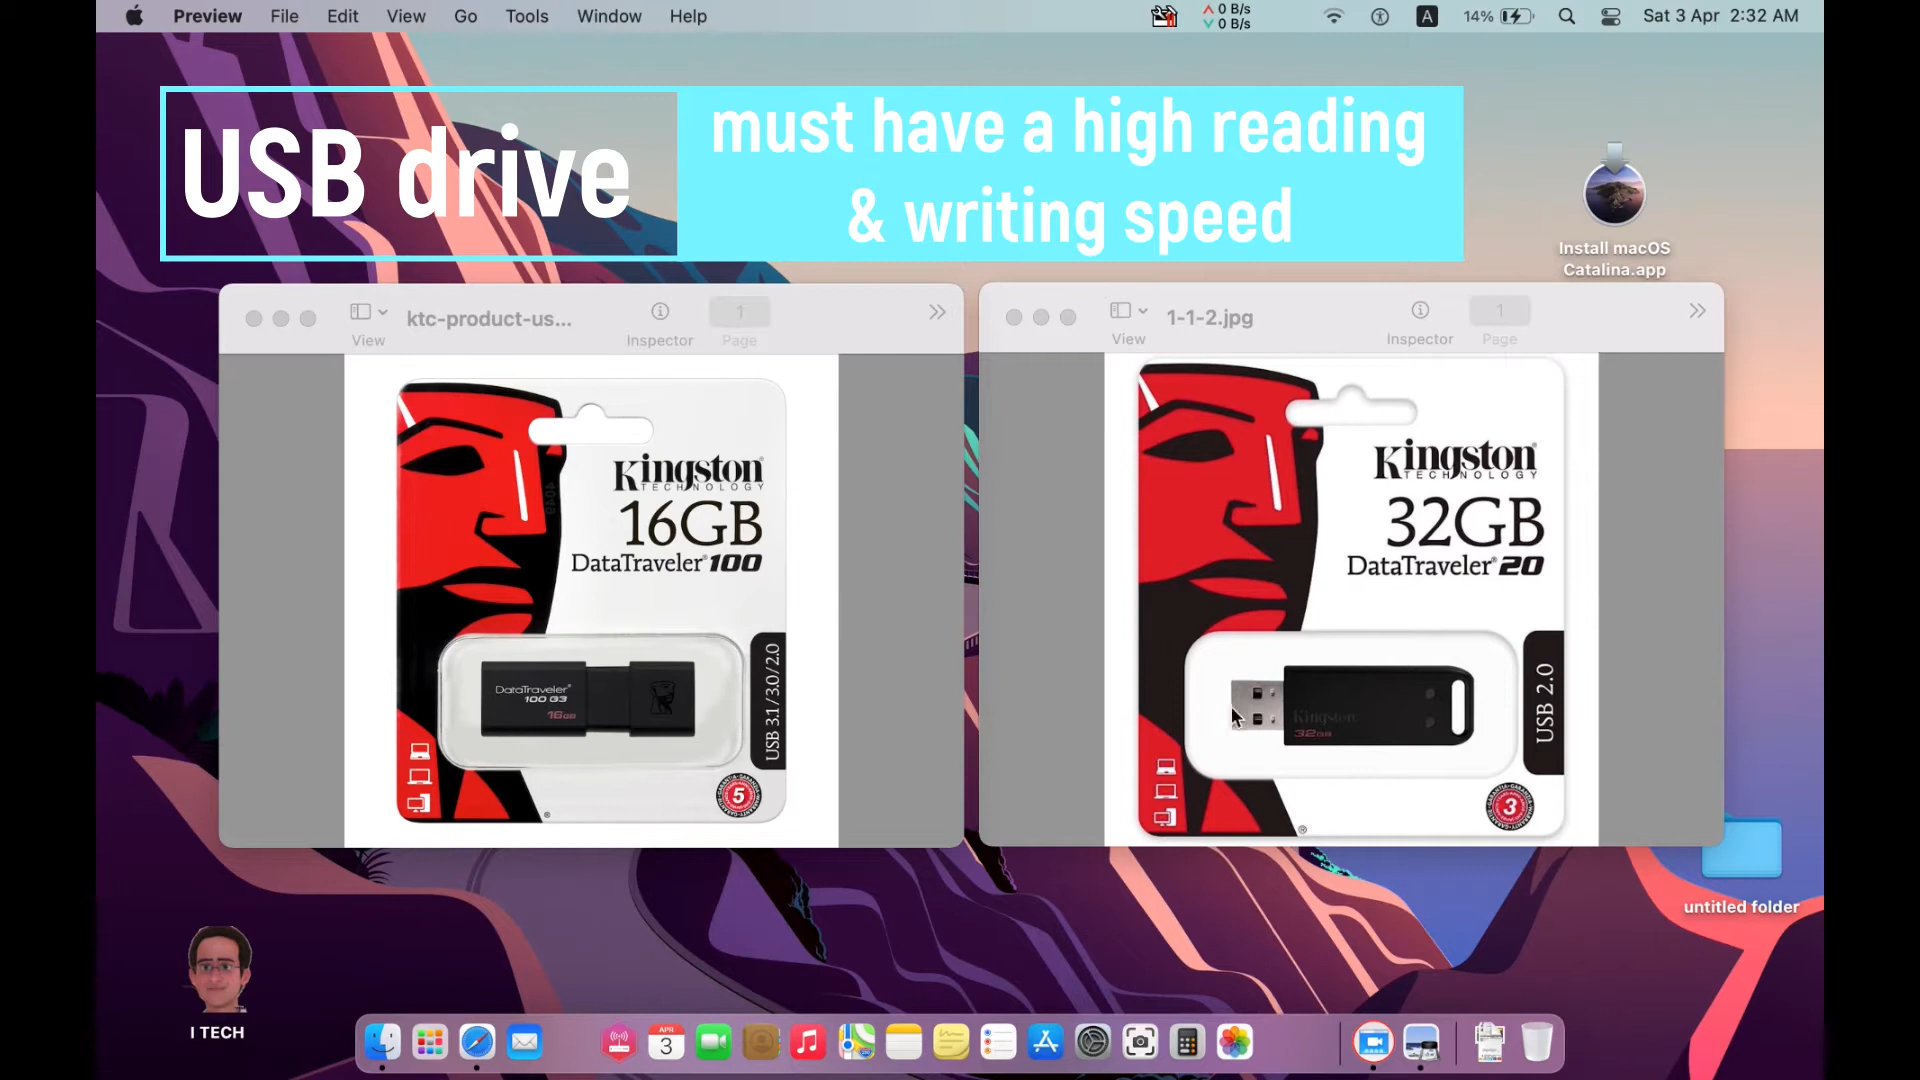 Preview File Edit View Go Tools Window Help
0 B/s
0 B/s
A
14%
Sat 3 Apr 2:32 AM
USB drive
must have a high reading
& writing speed
Install macOS
Catalina.app
ktc-product-us...
View
Inspector
1
Page
Kingston
TECHNOLOGY
16GB
DataTraveler® 100
DataTraveler®
100 G3
16GB
USB 3.1/3.0/2.0
5
®
1-1-2.jpg
View
Inspector
1
Page
Kingston
TECHNOLOGY
32GB
DataTraveler® 20
Kingston
32GB
USB 2.0
3
®
untitled folder
I TECH
APR
3